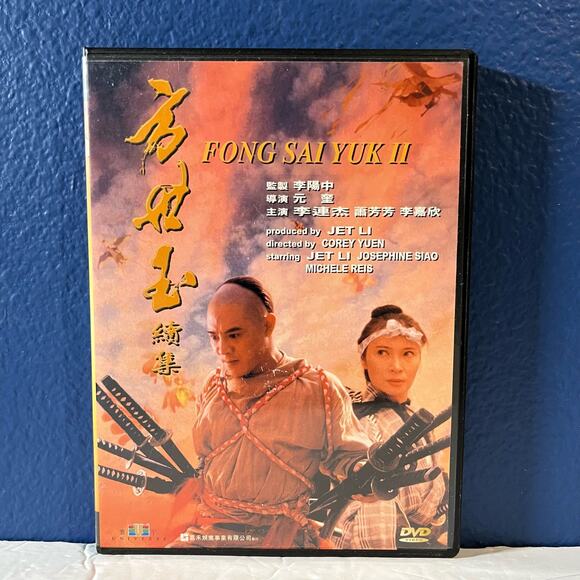 方世玉
續集
FONG SAI YUK II
監製 李陽中
導演 元 奎
主演 李連杰 蕭芳芳 李嘉欣
produced by JET LI
directed by COREY YUEN
starring JET LI JOSEPHINE SIAO
MICHELE REIS
UNIVERSE
DVD